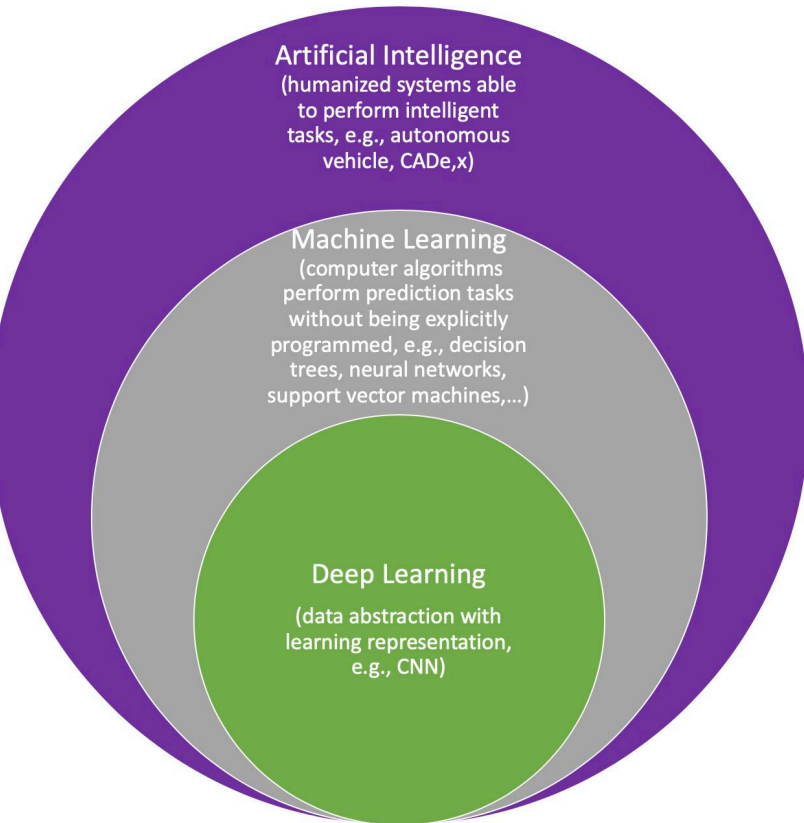 Artificial Intelligence
(humanized systems able
to perform intelligent
tasks, e.g., autonomous
vehicle, CADe,x)
Machine Learning
(computer algorithms
perform prediction tasks
without being explicitly
programmed, e.g., decision
trees, neural networks,
support vector machines,...)
Deep Learning
(data abstraction with
learning representation,
e.g., CNN)